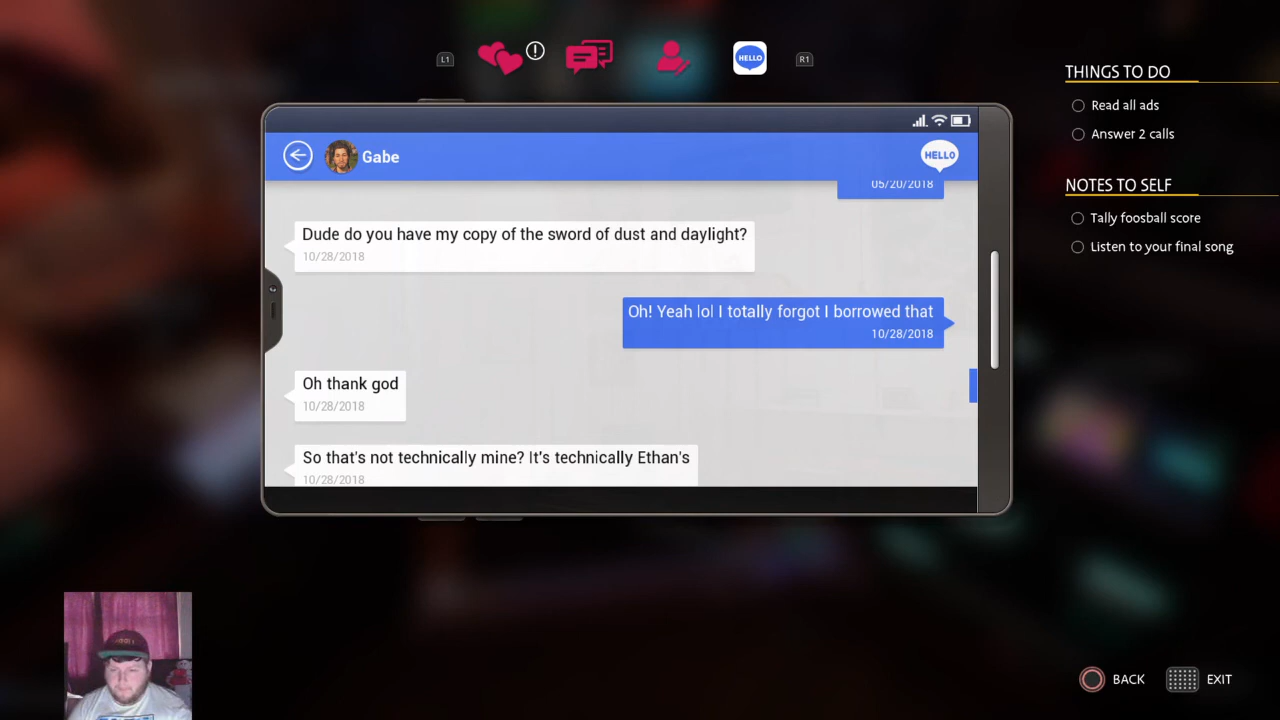 L1
HELLO
R1
THINGS TO DO
Read all ads
Answer 2 calls
NOTES TO SELF
Tally foosball score
Listen to your final song
Gabe
HELLO
05/20/2018
Dude do you have my copy of the sword of dust and daylight?
10/28/2018
Oh! Yeah lol I totally forgot I borrowed that
10/28/2018
Oh thank god
10/28/2018
So that's not technically mine? It's technically Ethan's
10/28/2018
BACK
EXIT